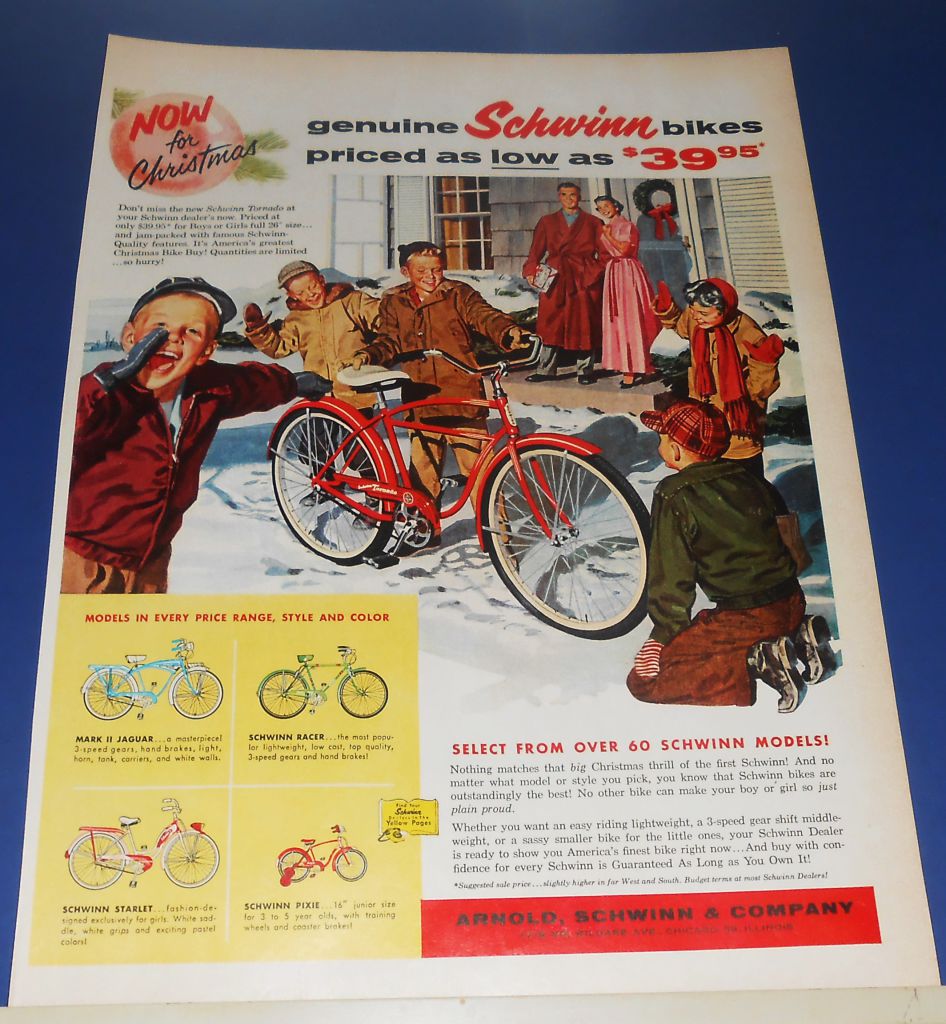 NOW
for
Christmas
genuine Schwinn bikes
priced as low as $39.95*
Don't miss the new Schwinn Tornado at
your Schwinn dealer's now. Priced at
only $39.95* for Boys or Girls full 26" size...
and jam-packed with famous Schwinn-
Quality features. It's America's greatest
Christmas Bike Buy! Quantities are limited
...so hurry!
Tornado
MODELS IN EVERY PRICE RANGE, STYLE AND COLOR
MARK II JAGUAR...a masterpiece!
3-speed gears, hand brakes, light,
horn, tank, carriers, and white walls.
SCHWINN RACER...the most popu-
lar lightweight, low cost, top quality,
3-speed gears and hand brakes!
Find Your
Schwinn
Dealers in the
Yellow Pages
SCHWINN STARLET...fashion-de-
signed exclusively for girls. White sad-
dle, white grips and exciting pastel
colors!
SCHWINN PIXIE...16" junior size
for 3 to 5 year olds, with training
wheels and coaster brakes!
SELECT FROM OVER 60 SCHWINN MODELS!
Nothing matches that big Christmas thrill of the first Schwinn! And no
matter what model or style you pick, you know that Schwinn bikes are
outstandingly the best! No other bike can make your boy or girl so just
plain proud.
Whether you want an easy riding lightweight, a 3-speed gear shift middle-
weight, or a sassy smaller bike for the little ones, your Schwinn Dealer
is ready to show you America's finest bike right now...And buy with con-
fidence for every Schwinn is Guaranteed As Long as You Own It!
*Suggested sale price...slightly higher in far West and South. Budget terms at most Schwinn Dealers!
ARNOLD, SCHWINN & COMPANY
KILDARE AVE., CHICAGO 39, ILLINOIS